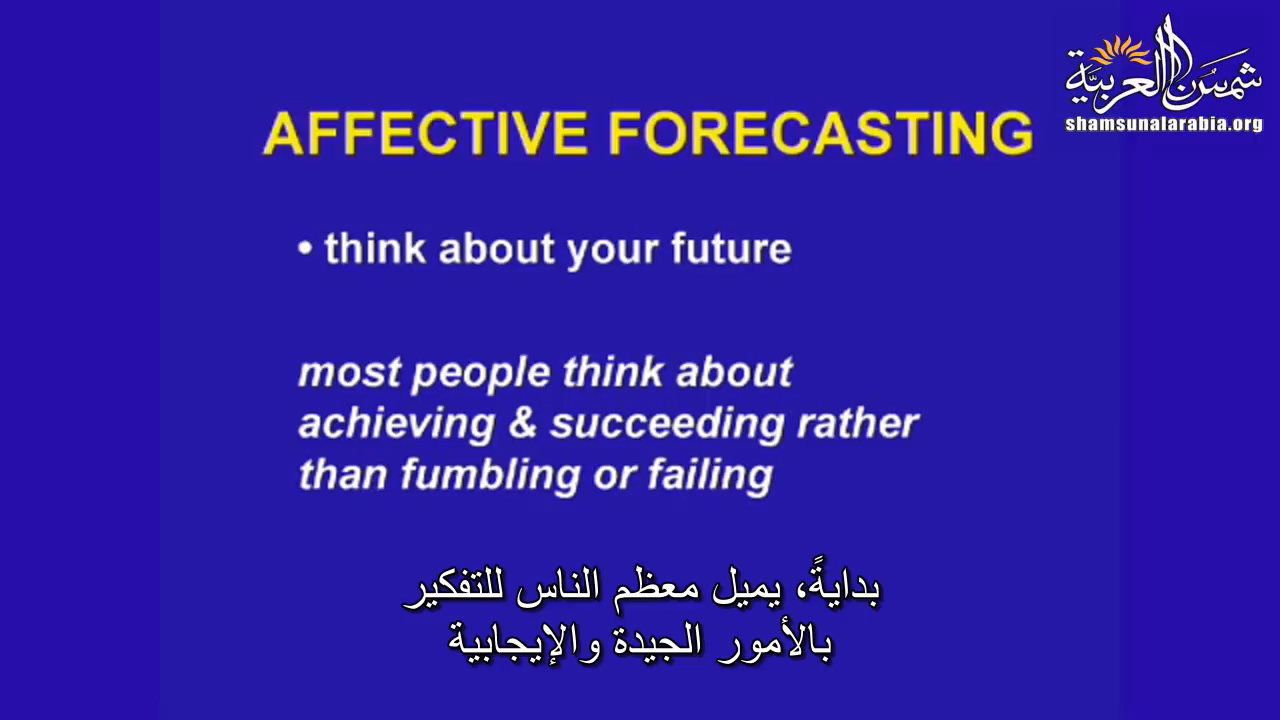 شمسُ العربيّة
shamsunalarabia.org
AFFECTIVE FORECASTING
• think about your future
most people think about
achieving & succeeding rather
than fumbling or failing
بدايةً، يميل معظم الناس للتفكير
بالأمور الجيدة والإيجابية